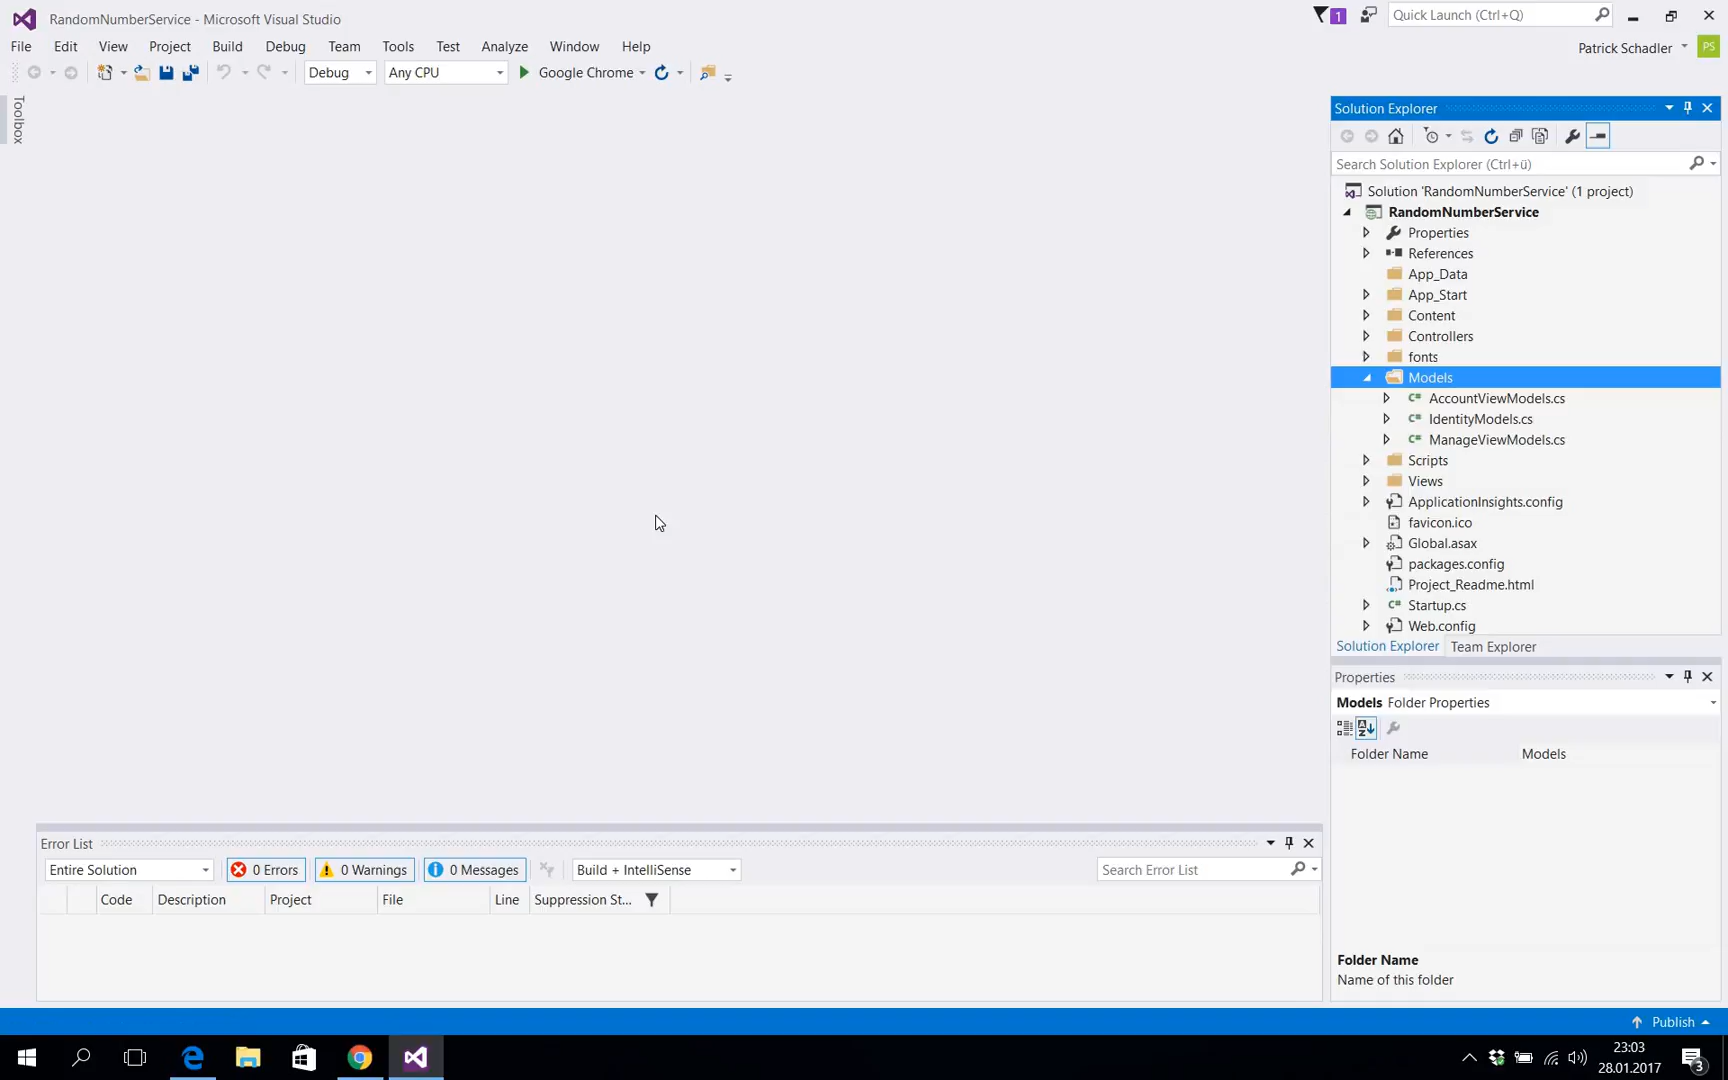 RandomNumberService - Microsoft Visual Studio
1
Quick Launch (Ctrl+Q)
File Edit View Project Build Debug Team Tools Test Analyze Window Help
Patrick Schadler
PS
Debug
Any CPU
Google Chrome
Toolbox
Solution Explorer
Search Solution Explorer (Ctrl+ü)
Solution 'RandomNumberService' (1 project)
RandomNumberService
Properties
References
App_Data
App_Start
Content
Controllers
fonts
Models
C# AccountViewModels.cs
C# IdentityModels.cs
C# ManageViewModels.cs
Scripts
Views
ApplicationInsights.config
favicon.ico
Global.asax
packages.config
Project_Readme.html
C# Startup.cs
Web.config
Solution Explorer Team Explorer
Properties
Models Folder Properties
Folder Name Models
Folder Name
Name of this folder
Error List
Entire Solution
0 Errors
0 Warnings
0 Messages
Build + IntelliSense
Search Error List
Code Description Project File Line Suppression St...
Publish
23:03
28.01.2017
3